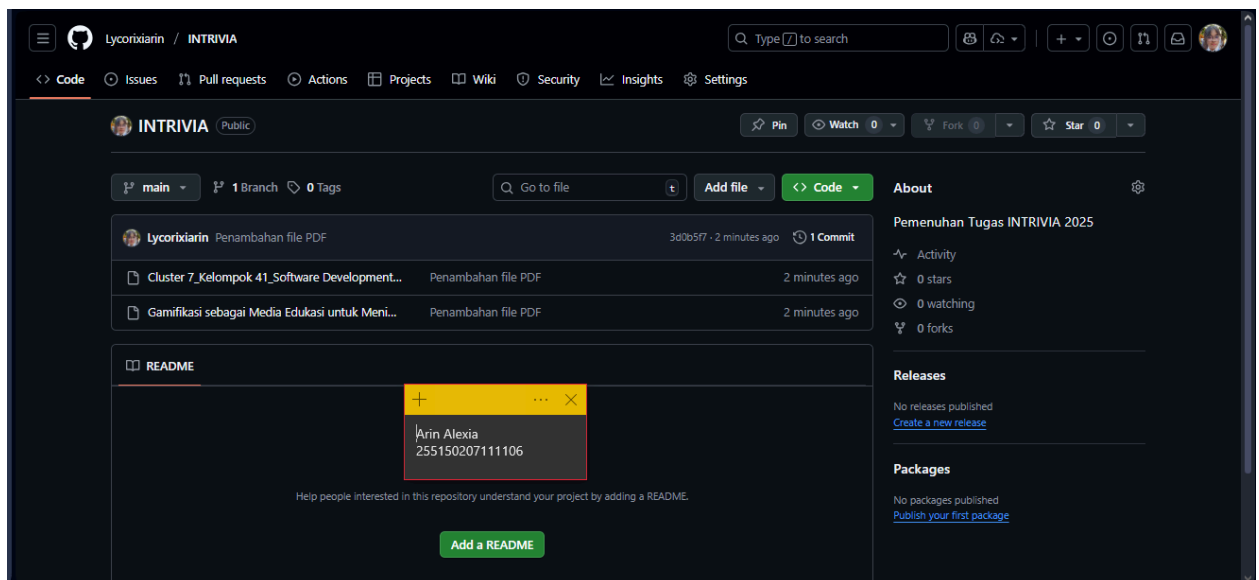 Lycorixiarin / INTRIVIA
Type / to search
Code Issues Pull requests Actions Projects Wiki Security Insights Settings
INTRIVIA Public
Pin Watch 0 Fork 0 Star 0
main 1 Branch 0 Tags
Go to file t Add file Code
Lycorixiarin Penambahan file PDF 3d0b5f7 · 2 minutes ago 1 Commit
Cluster 7_Kelompok 41_Software Development... Penambahan file PDF 2 minutes ago
Gamifikasi sebagai Media Edukasi untuk Meni... Penambahan file PDF 2 minutes ago
README
Arin Alexia
255150207111106
Help people interested in this repository understand your project by adding a README.
Add a README
About
Pemenuhan Tugas INTRIVIA 2025
Activity
0 stars
0 watching
0 forks
Releases
No releases published
Create a new release
Packages
No packages published
Publish your first package